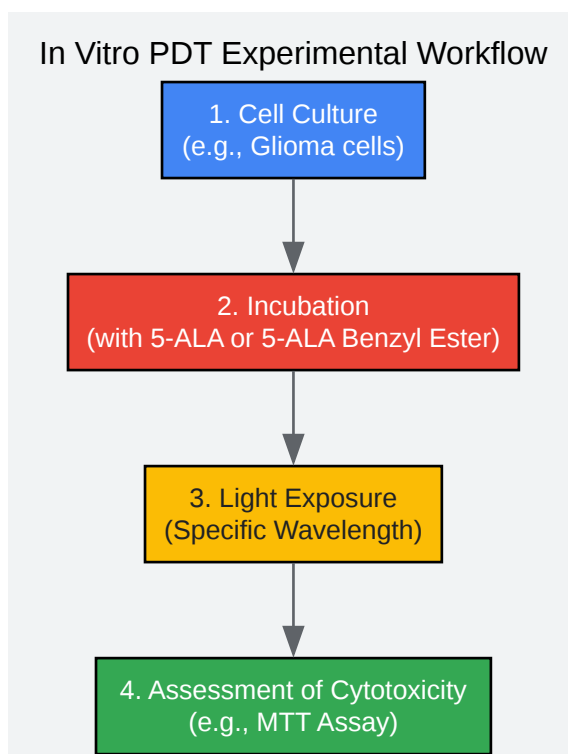 In Vitro PDT Experimental Workflow
1. Cell Culture
(e.g., Glioma cells)
2. Incubation
(with 5-ALA or 5-ALA Benzyl Ester)
3. Light Exposure
(Specific Wavelength)
4. Assessment of Cytotoxicity
(e.g., MTT Assay)